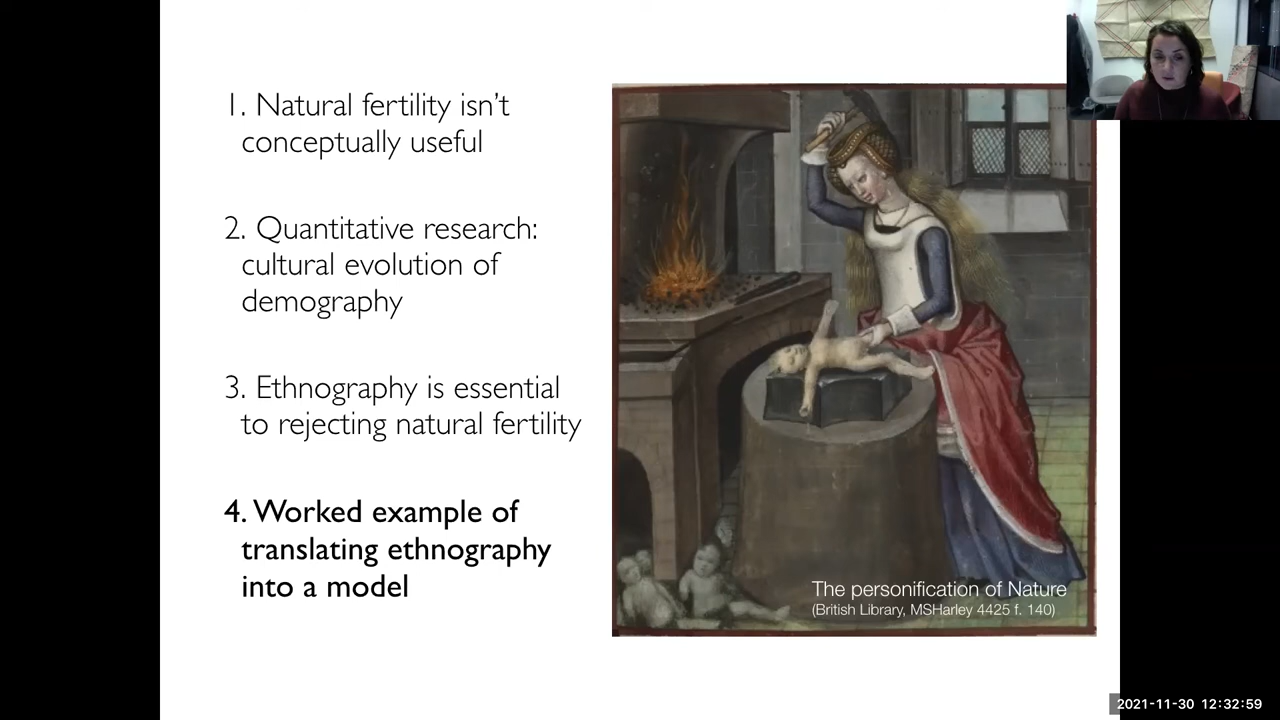 1. Natural fertility isn't
conceptually useful
2. Quantitative research:
cultural evolution of
demography
3. Ethnography is essential
to rejecting natural fertility
4. Worked example of
translating ethnography
into a model
The personification of Nature
(British Library, MSHarley 4425 f. 140)
2021-11-30 12:32:59